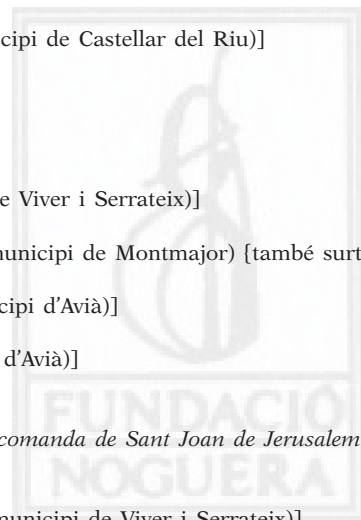 cipi de Castellar del Riu)]
e Viver i Serrateix)]
municipi de Montmajor) {també surt
cipi d'Avià)]
d'Avià)]
FUNDACIÓ
comanda de Sant Joan de Jerusalem
NOGUERA
municipi de Viver i Serrateix)]